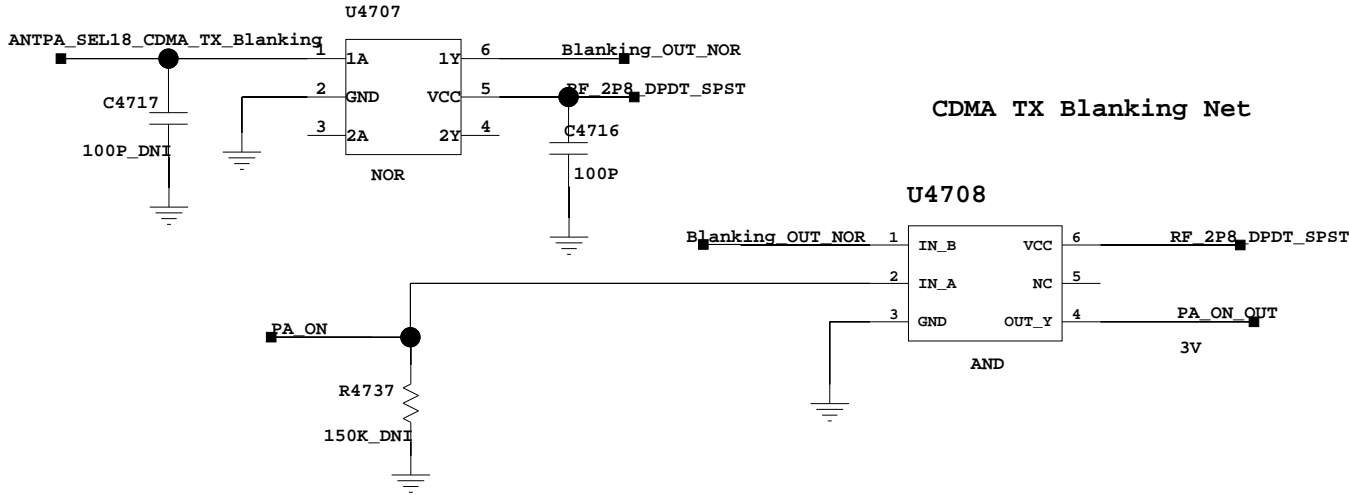 U4707
ANTPA_SEL18_CDMA_TX_Blanking
1
1A
1Y
6
Blanking_OUT_NOR
2
GND
VCC
5
RF_2P8_DPDT_SPST
C4717
100P_DNI
3
2A
2Y
4
C4716
100P
NOR
CDMA TX Blanking Net
U4708
Blanking_OUT_NOR
1
IN_B
VCC
6
RF_2P8_DPDT_SPST
2
IN_A
NC
5
3
GND
OUT_Y
4
PA_ON_OUT
3V
AND
PA_ON
R4737
150K_DNI